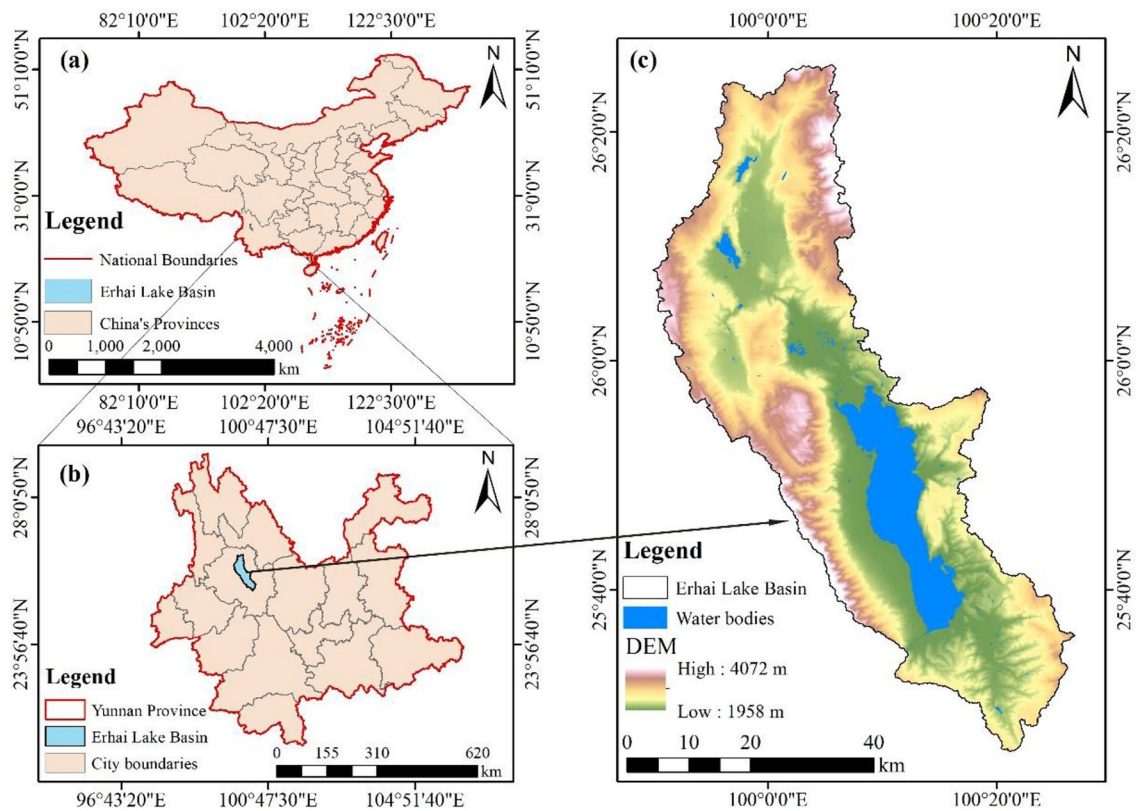 82°10'0"E 102°20'0"E 122°30'0"E
(a)
N
51°10'0"N
31°0'0"N
10°50'0"N
51°10'0"N
31°0'0"N
10°50'0"N
Legend
National Boundaries
Erhai Lake Basin
China's Provinces
0 1,000 2,000 4,000
km
82°10'0"E 102°20'0"E 122°30'0"E
96°43'20"E 100°47'30"E 104°51'40"E
(b)
N
28°0'50"N
23°56'40"N
28°0'50"N
23°56'40"N
Legend
Yunnan Province
Erhai Lake Basin
City boundaries
0 155 310 620
km
96°43'20"E 100°47'30"E 104°51'40"E
100°0'0"E 100°20'0"E
(c)
N
26°20'0"N
26°0'0"N
25°40'0"N
26°20'0"N
26°0'0"N
25°40'0"N
Legend
Erhai Lake Basin
Water bodies
DEM
High : 4072 m
Low : 1958 m
0 10 20 40
km
100°0'0"E 100°20'0"E